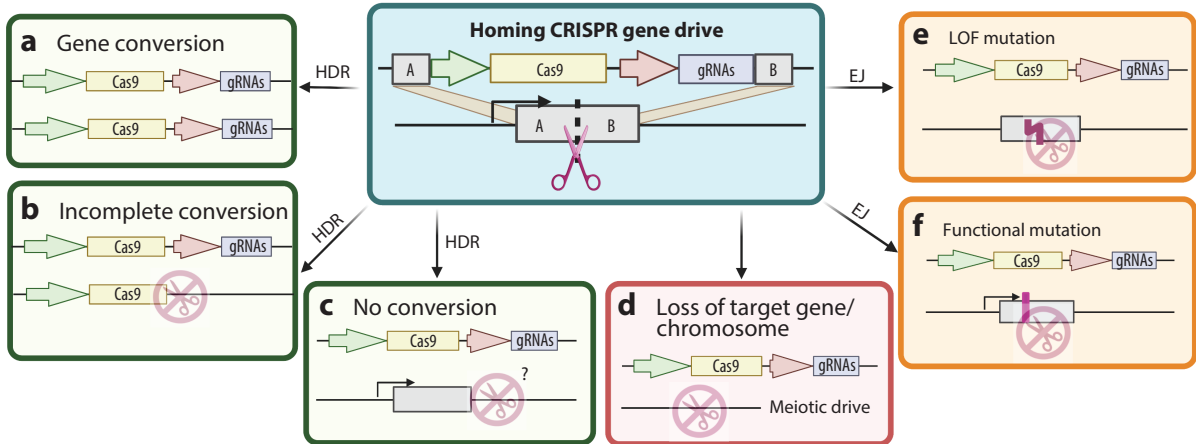 a Gene conversion
Cas9 gRNAs
Cas9 gRNAs
HDR
Homing CRISPR gene drive
A Cas9 gRNAs B
A B
EJ
e LOF mutation
Cas9 gRNAs
b Incomplete conversion
Cas9 gRNAs
Cas9
HDR
HDR
c No conversion
Cas9 gRNAs
?
d Loss of target gene/
chromosome
Cas9 gRNAs
Meiotic drive
EJ
f Functional mutation
Cas9 gRNAs